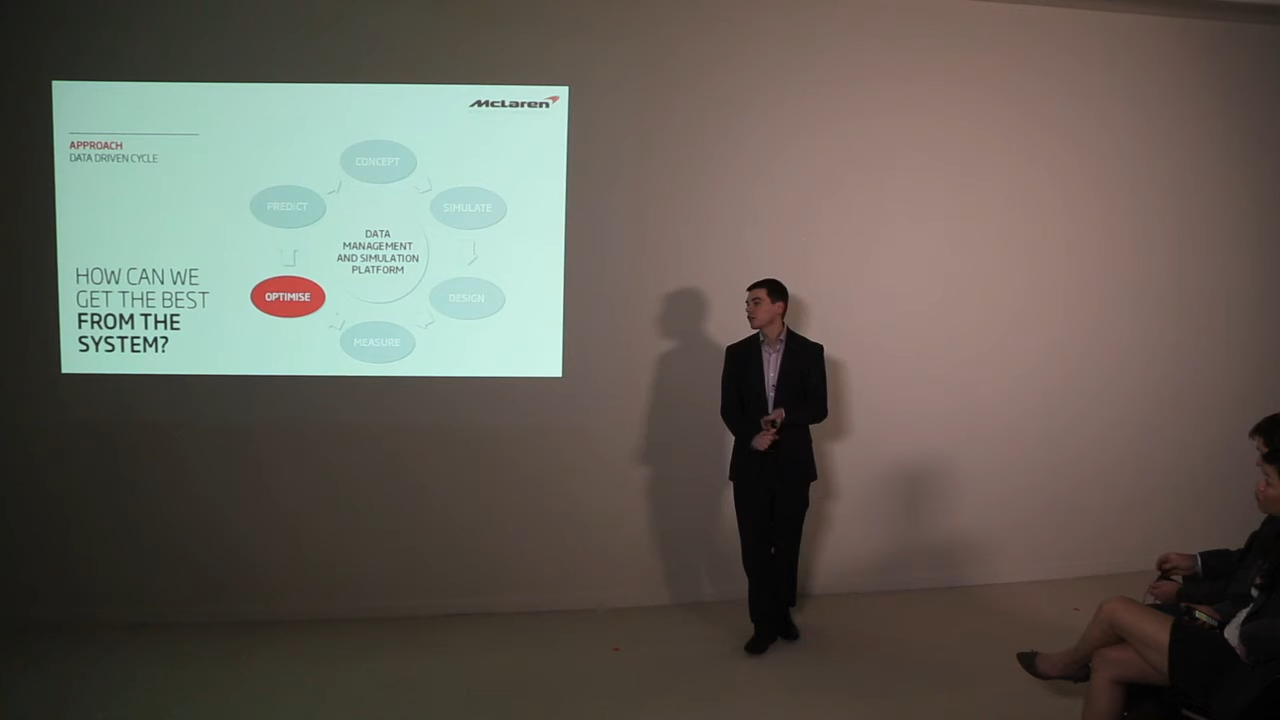 McLaren
APPROACH
DATA DRIVEN CYCLE
CONCEPT
PREDICT
SIMULATE
DATA
MANAGEMENT
AND SIMULATION
PLATFORM
HOW CAN WE
GET THE BEST
FROM THE
SYSTEM?
OPTIMISE
DESIGN
MEASURE